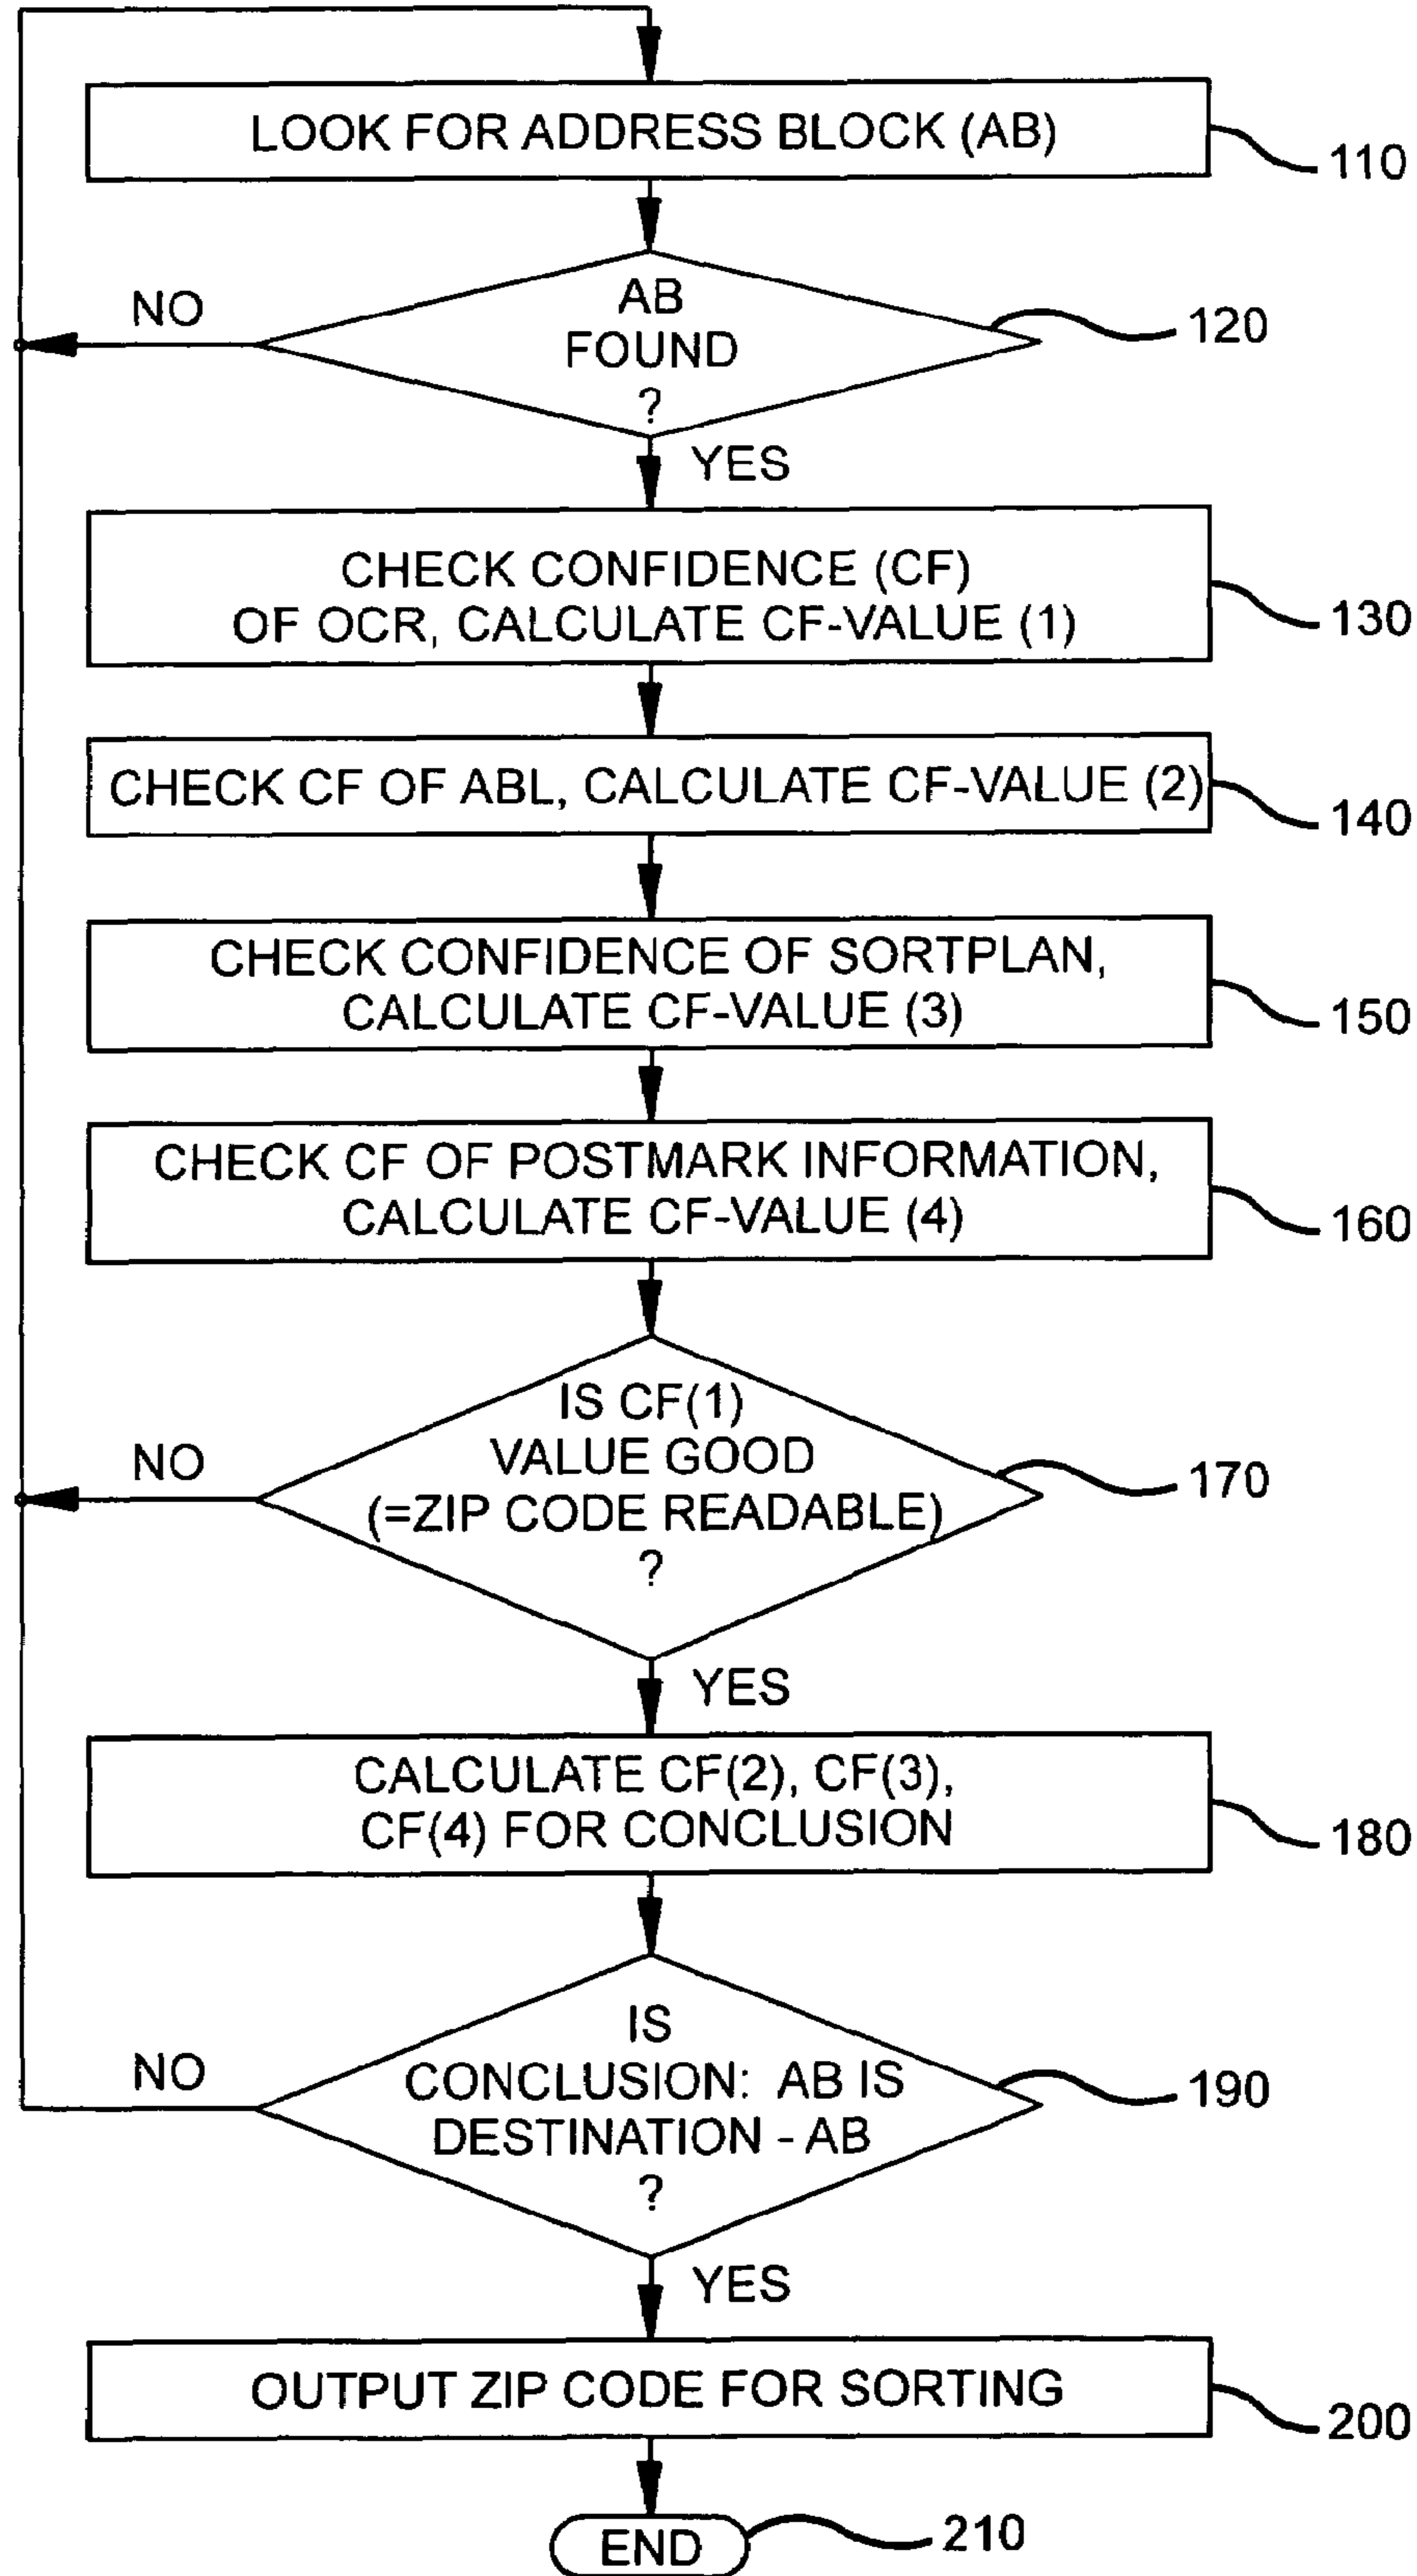 LOOK FOR ADDRESS BLOCK (AB)
110
AB
FOUND
?
120
NO
YES
CHECK CONFIDENCE (CF)
OF OCR, CALCULATE CF-VALUE (1)
130
CHECK CF OF ABL, CALCULATE CF-VALUE (2)
140
CHECK CONFIDENCE OF SORTPLAN,
CALCULATE CF-VALUE (3)
150
CHECK CF OF POSTMARK INFORMATION,
CALCULATE CF-VALUE (4)
160
IS CF(1)
VALUE GOOD
(=ZIP CODE READABLE)
?
170
NO
YES
CALCULATE CF(2), CF(3),
CF(4) FOR CONCLUSION
180
IS
CONCLUSION: AB IS
DESTINATION - AB
?
190
NO
YES
OUTPUT ZIP CODE FOR SORTING
200
END
210